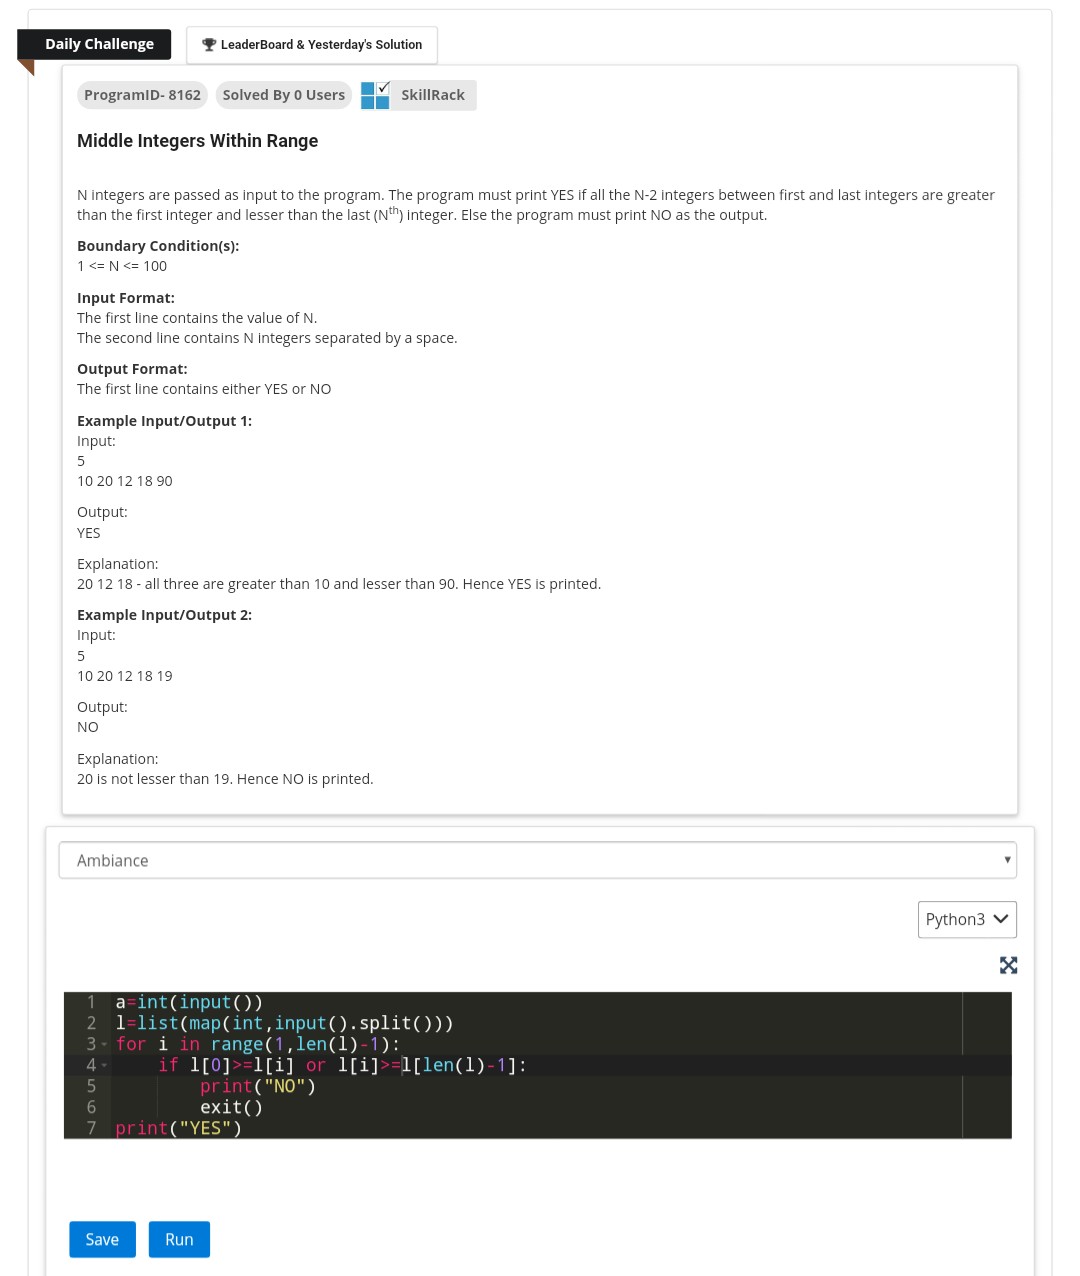 Daily Challenge
LeaderBoard & Yesterday's Solution
ProgramID- 8162 Solved By 0 Users SkillRack
Middle Integers Within Range
N integers are passed as input to the program. The program must print YES if all the N-2 integers between first and last integers are greater
than the first integer and lesser than the last (Nth) integer. Else the program must print NO as the output.
Boundary Condition(s):
1 <= N <= 100
Input Format:
The first line contains the value of N.
The second line contains N integers separated by a space.
Output Format:
The first line contains either YES or NO
Example Input/Output 1:
Input:
5
10 20 12 18 90
Output:
YES
Explanation:
20 12 18 - all three are greater than 10 and lesser than 90. Hence YES is printed.
Example Input/Output 2:
Input:
5
10 20 12 18 19
Output:
NO
Explanation:
20 is not lesser than 19. Hence NO is printed.
Ambiance
Python3
1 a=int(input())
2 l=list(map(int,input().split()))
3 for i in range(1,len(l)-1):
4     if l[0]>=l[i] or l[i]>=l[len(l)-1]:
5         print("NO")
6         exit()
7 print("YES")
Save Run